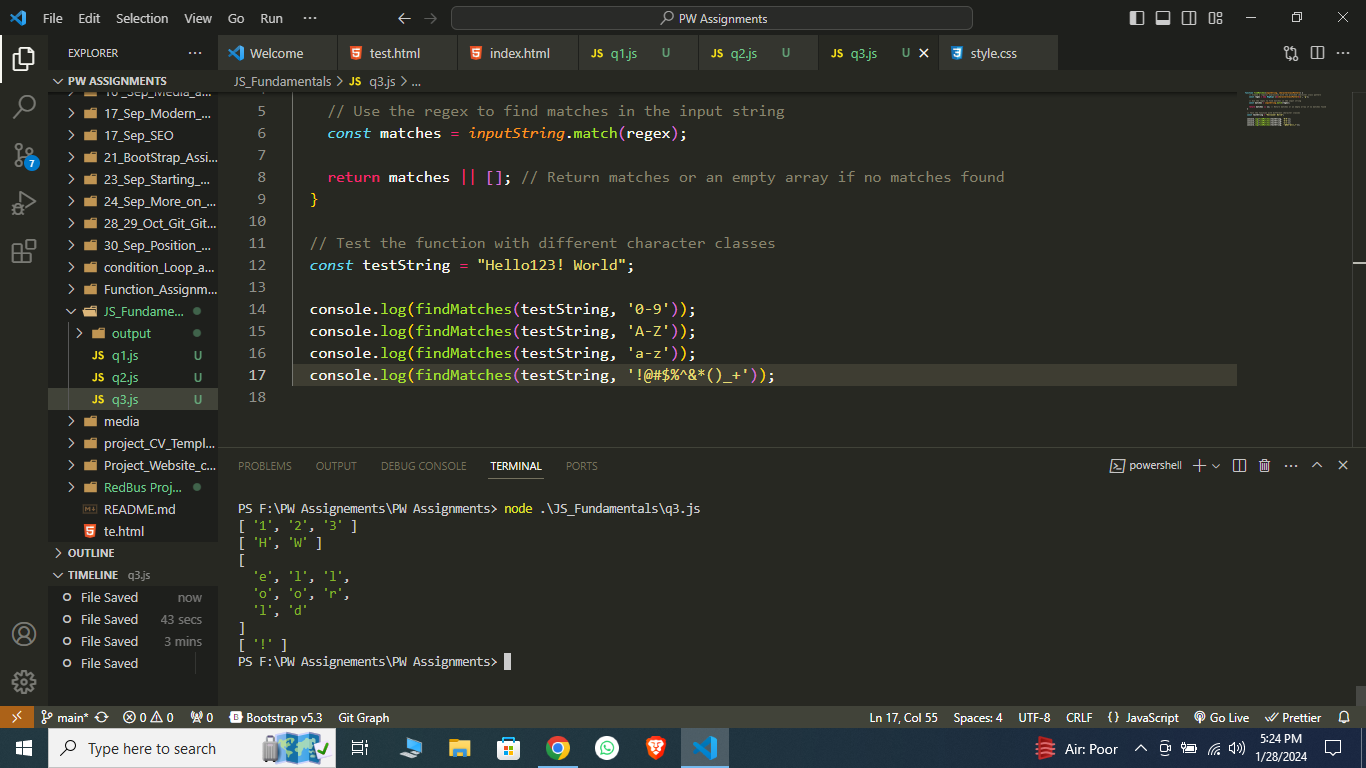 File Edit Selection View Go Run ··· PW Assignments
EXPLORER ···
Welcome test.html index.html JS q1.js U JS q2.js U JS q3.js U style.css ···
JS_Fundamentals > JS q3.js > ...
PW ASSIGNMENTS
17_Sep_Modern_...
17_Sep_SEO
21_BootStrap_Assi...
23_Sep_Starting_...
24_Sep_More_on_...
28_29_Oct_Git_Git...
30_Sep_Position_...
condition_Loop_a...
Function_Assignm...
JS_Fundame...
output
JS q1.js U
JS q2.js U
JS q3.js U
media
project_CV_Templ...
Project_Website_c...
RedBus Proj...
README.md
te.html
OUTLINE
TIMELINE q3.js
File Saved now
File Saved 43 secs
File Saved 3 mins
File Saved
5 // Use the regex to find matches in the input string
6 const matches = inputString.match(regex);
7
8 return matches || []; // Return matches or an empty array if no matches found
9 }
10
11 // Test the function with different character classes
12 const testString = "Hello123! World";
13
14 console.log(findMatches(testString, '0-9'));
15 console.log(findMatches(testString, 'A-Z'));
16 console.log(findMatches(testString, 'a-z'));
17 console.log(findMatches(testString, '!@#$%^&*()_+'));
18
PROBLEMS OUTPUT DEBUG CONSOLE TERMINAL PORTS powershell ···
PS F:\PW Assignements\PW Assignments> node .\JS_Fundamentals\q3.js
[ '1', '2', '3' ]
[ 'H', 'W' ]
[
'e', 'l', 'l',
'o', 'o', 'r',
'l', 'd'
]
[ '!' ]
PS F:\PW Assignements\PW Assignments>
7
main* 0 0 0 Bootstrap v5.3 Git Graph Ln 17, Col 55 Spaces: 4 UTF-8 CRLF {} JavaScript Go Live Prettier
Type here to search Air: Poor 5:24 PM
1/28/2024